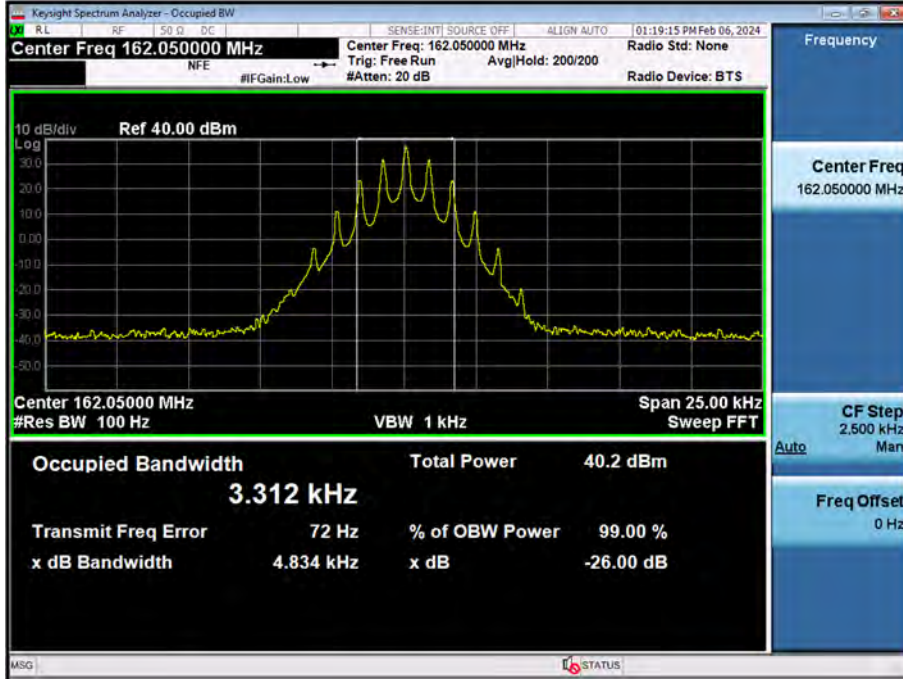 Keysight Spectrum Analyzer - Occupied BW
RL RF 50 Ω DC SENSE:INT SOURCE OFF ALIGN AUTO 01:19:15 PM Feb 06, 2024
Center Freq 162.050000 MHz
NFE
#IFGain:Low
Center Freq: 162.050000 MHz
Trig: Free Run Avg|Hold: 200/200
#Atten: 20 dB
Radio Std: None
Radio Device: BTS
10 dB/div Ref 40.00 dBm
Log
30.0
20.0
10.0
0.00
-10.0
-20.0
-30.0
-40.0
-50.0
Center 162.05000 MHz Span 25.00 kHz
#Res BW 100 Hz VBW 1 kHz Sweep FFT
Occupied Bandwidth Total Power 40.2 dBm
3.312 kHz
Transmit Freq Error 72 Hz % of OBW Power 99.00 %
x dB Bandwidth 4.834 kHz x dB -26.00 dB
Frequency
Center Freq
162.050000 MHz
CF Step
2.500 kHz
Auto Man
Freq Offset
0 Hz
MSG STATUS